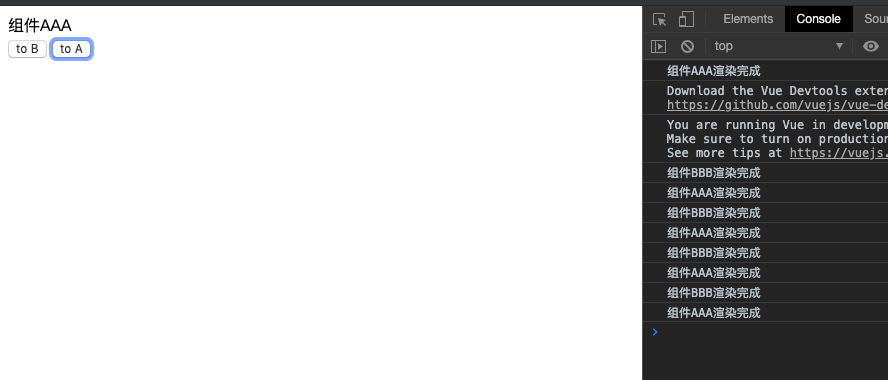 组件AAA
to B
to A
Elements
Console
Sou
top
组件AAA渲染完成
Download the Vue Devtools exten
https://github.com/vuejs/vue-de
You are running Vue in developm
Make sure to turn on production
See more tips at https://vuejs.
组件BBB渲染完成
组件AAA渲染完成
组件BBB渲染完成
组件AAA渲染完成
组件BBB渲染完成
组件AAA渲染完成
组件BBB渲染完成
组件AAA渲染完成